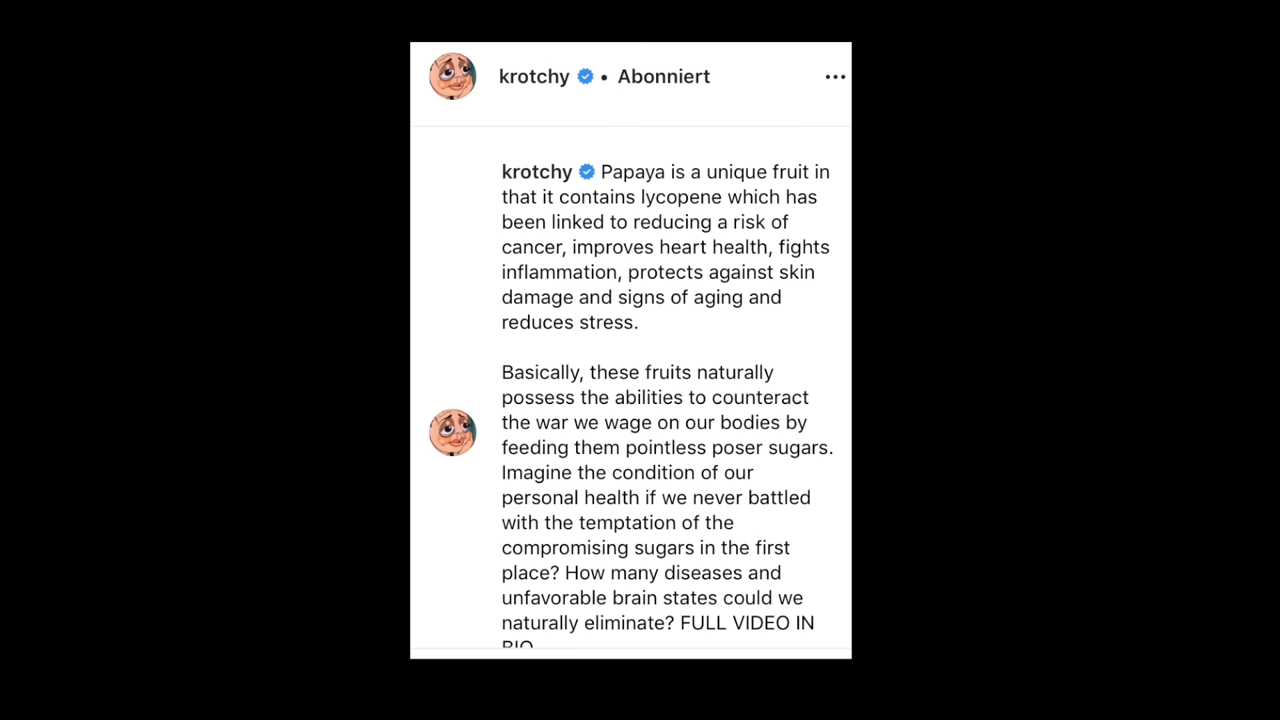 krotchy • Abonniert
krotchy Papaya is a unique fruit in
that it contains lycopene which has
been linked to reducing a risk of
cancer, improves heart health, fights
inflammation, protects against skin
damage and signs of aging and
reduces stress.
Basically, these fruits naturally
possess the abilities to counteract
the war we wage on our bodies by
feeding them pointless poser sugars.
Imagine the condition of our
personal health if we never battled
with the temptation of the
compromising sugars in the first
place? How many diseases and
unfavorable brain states could we
naturally eliminate? FULL VIDEO IN
BIO